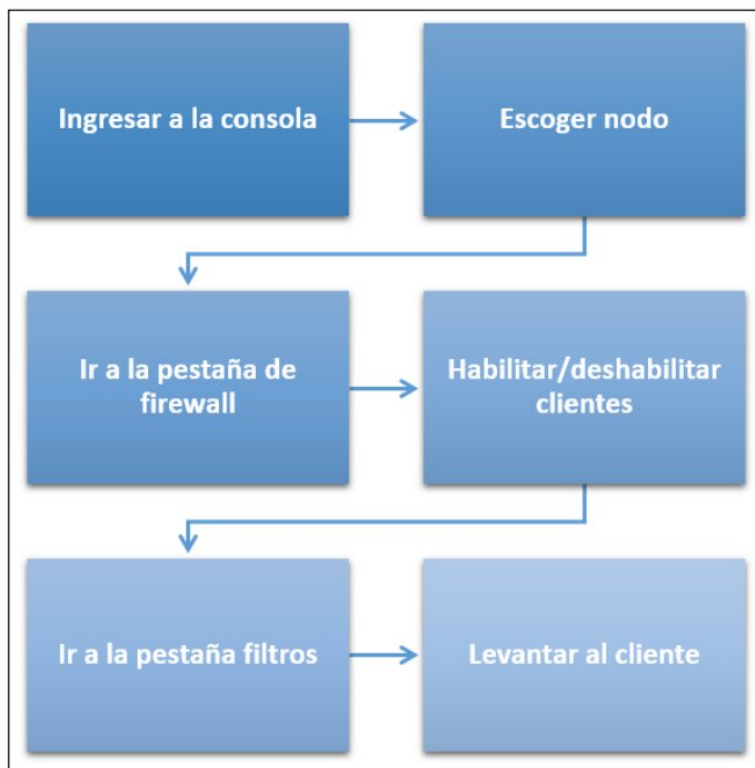 Ingresar a la consola
Escoger nodo
Ir a la pestaña de
firewall
Habilitar/deshabilitar
clientes
Ir a la pestaña filtros
Levantar al cliente